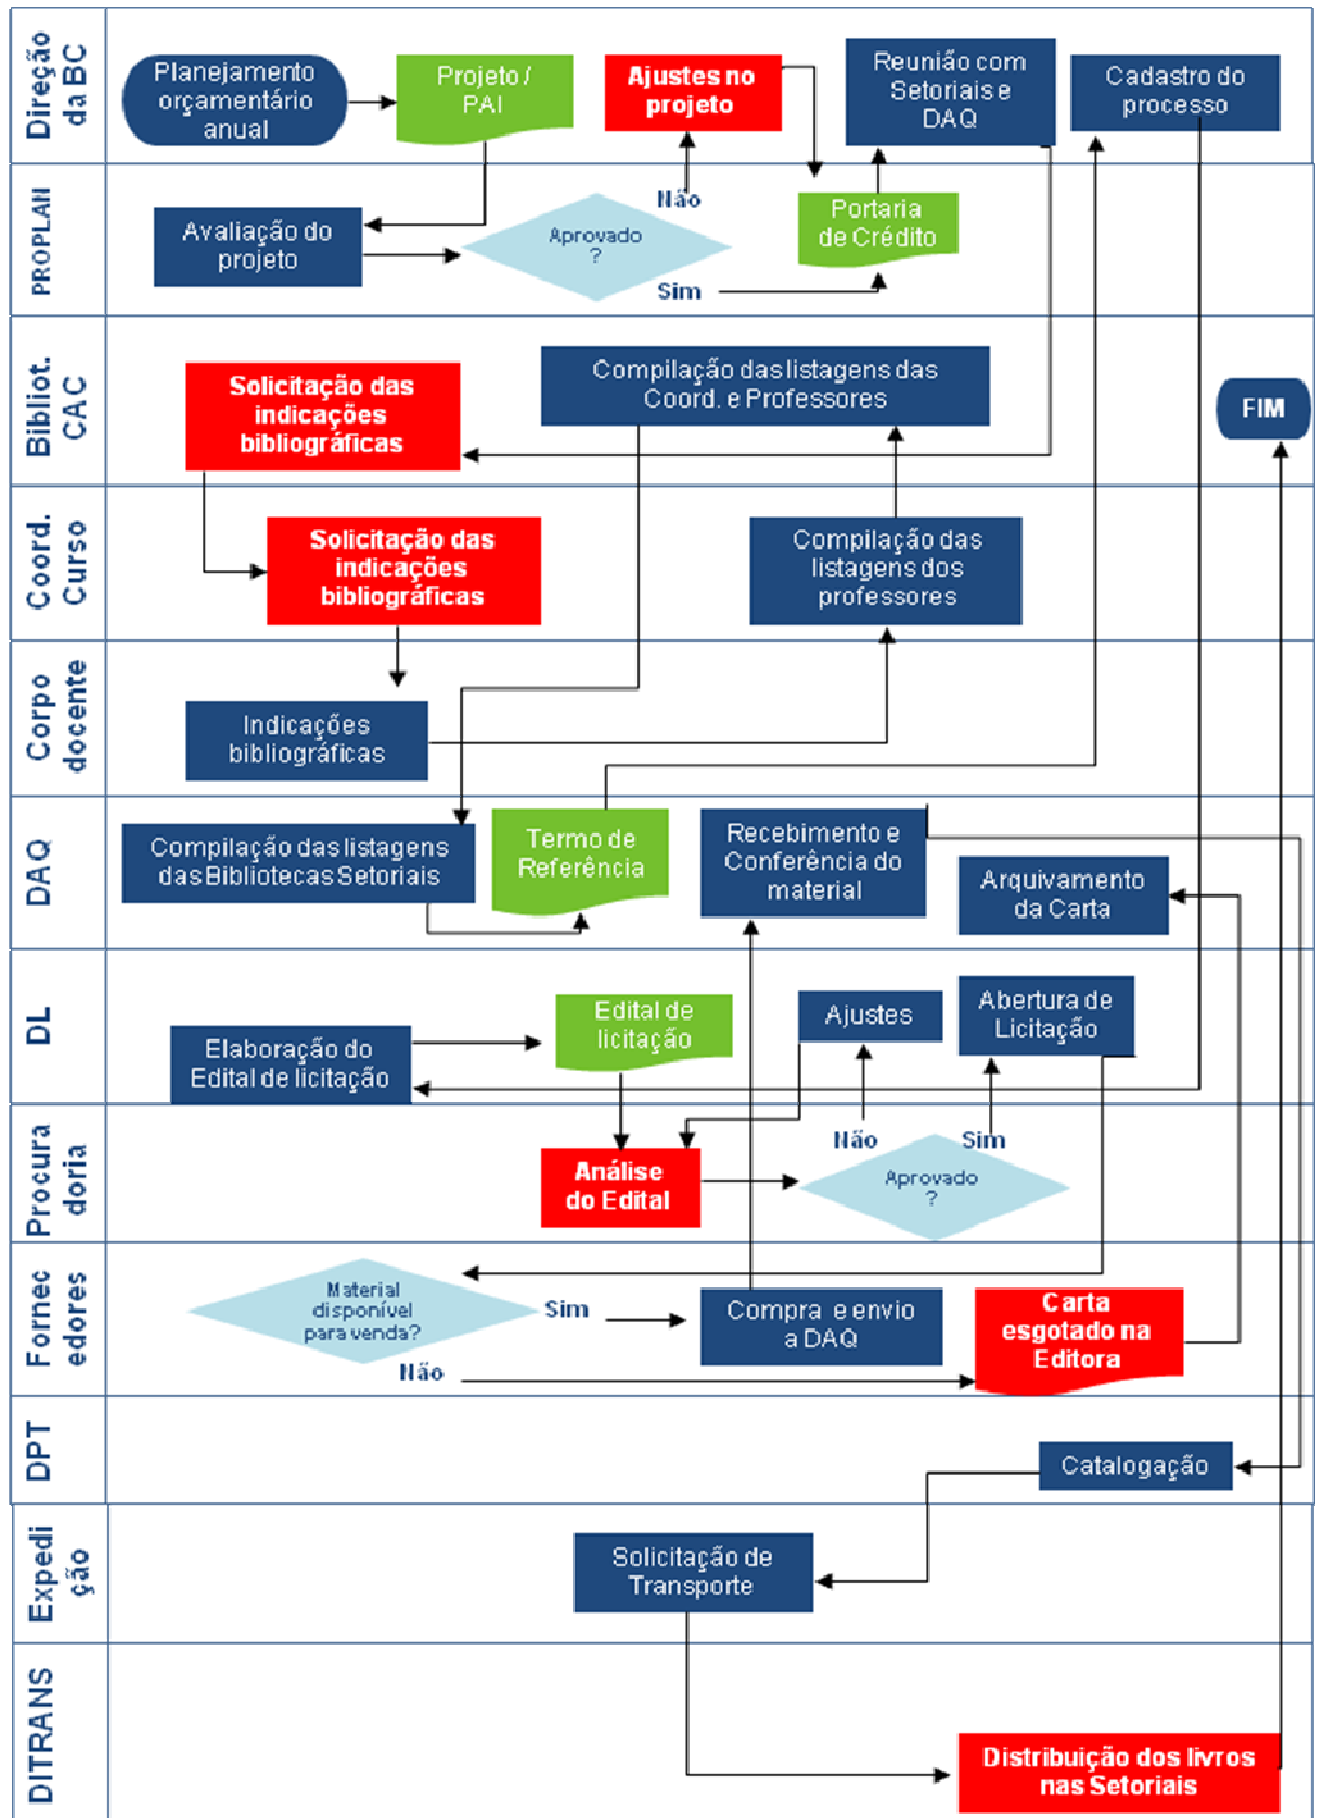 Direção
da BC
Planejamento
orçamentário
anual
Projeto /
PAI
Ajustes no
projeto
Reunião com
Setoriais e
DAQ
Cadastro do
processo
PROPLAN
Avaliação do
projeto
Aprovado
?
Não
Sim
Portaria
de Crédito
Bibliot.
CAC
Solicitação das
indicações
bibliográficas
Compilação das listagens das
Coord. e Professores
FIM
Coord.
Curso
Solicitação das
indicações
bibliográficas
Compilação das
listagens dos
professores
Corpo
docente
Indicações
bibliográficas
DAQ
Compilação das listagens
das Bibliotecas Setoriais
Termo de
Referência
Recebimento e
Conferência do
material
Arquivamento
da Carta
DL
Elaboração do
Edital de licitação
Edital de
licitação
Ajustes
Abertura de
Licitação
Procura
doria
Análise
do Edital
Não
Sim
Aprovado
?
Fornec
edores
Material
disponível
para venda?
Sim
Não
Compra e envio
a DAQ
Carta
esgotado na
Editora
DPT
Catalogação
Expedi
ção
Solicitação de
Transporte
DITRANS
Distribuição dos livros
nas Setoriais